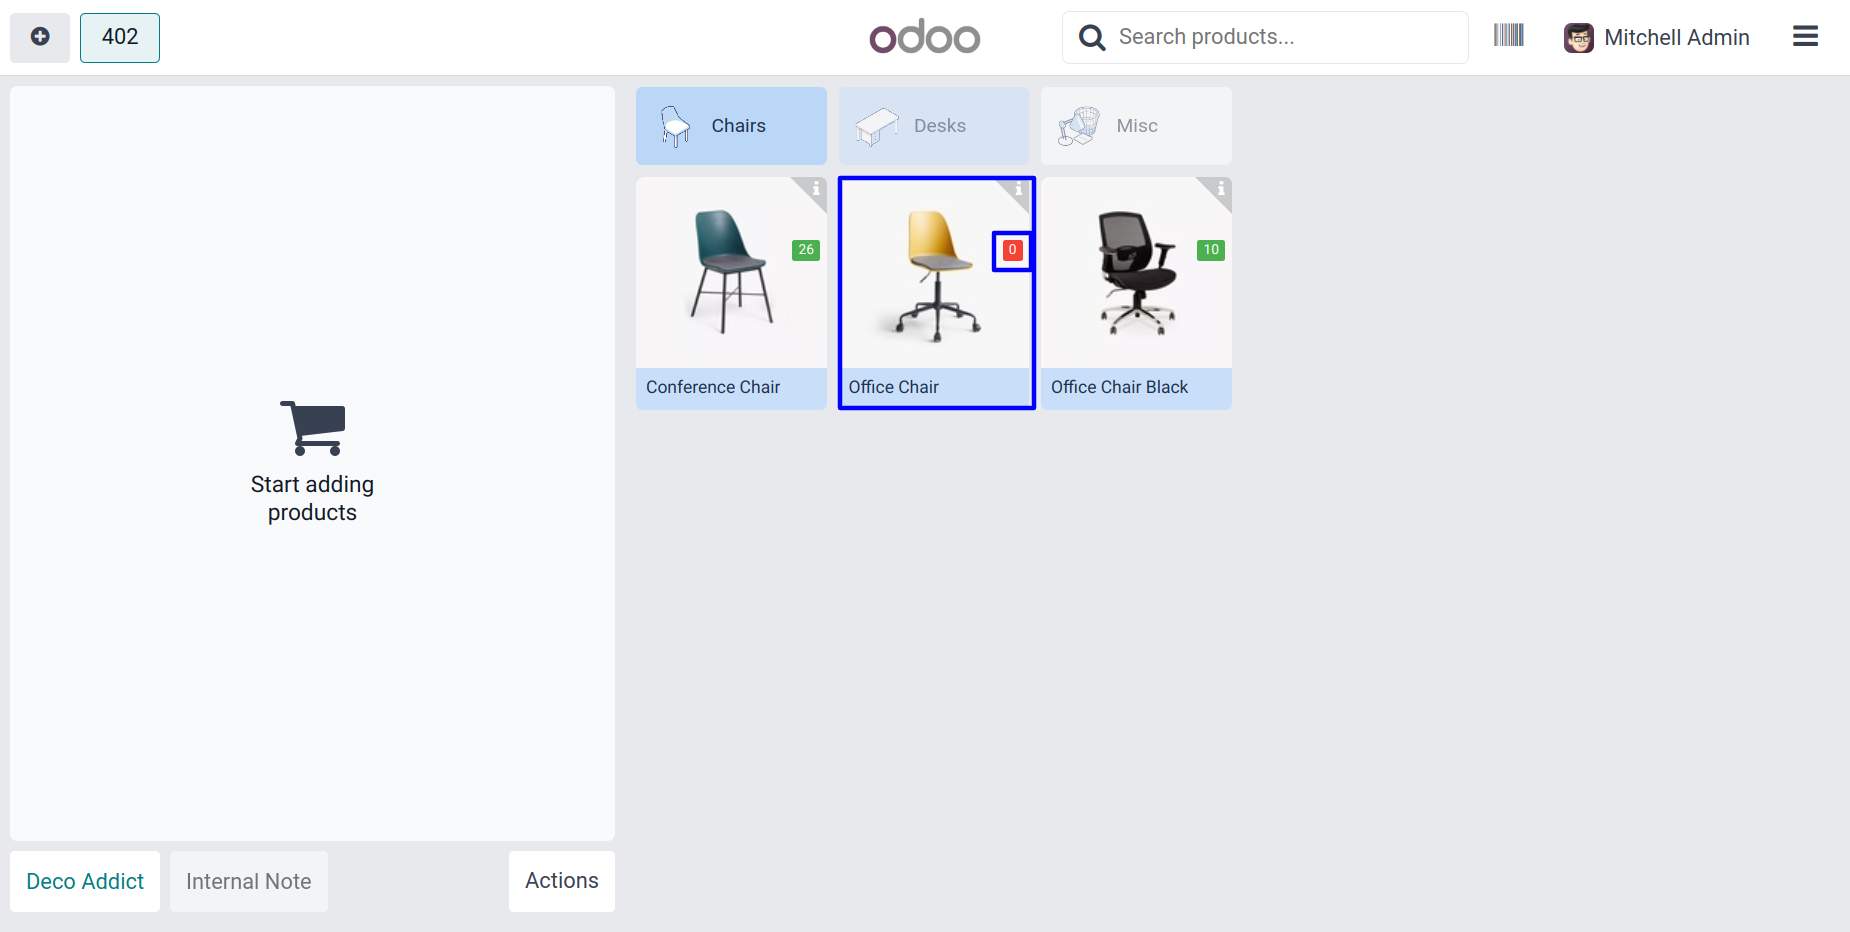 402
odoo
Search products...
Mitchell Admin
Chairs
Desks
Misc
26
0
10
Conference Chair
Office Chair
Office Chair Black
Start adding
products
Deco Addict
Internal Note
Actions